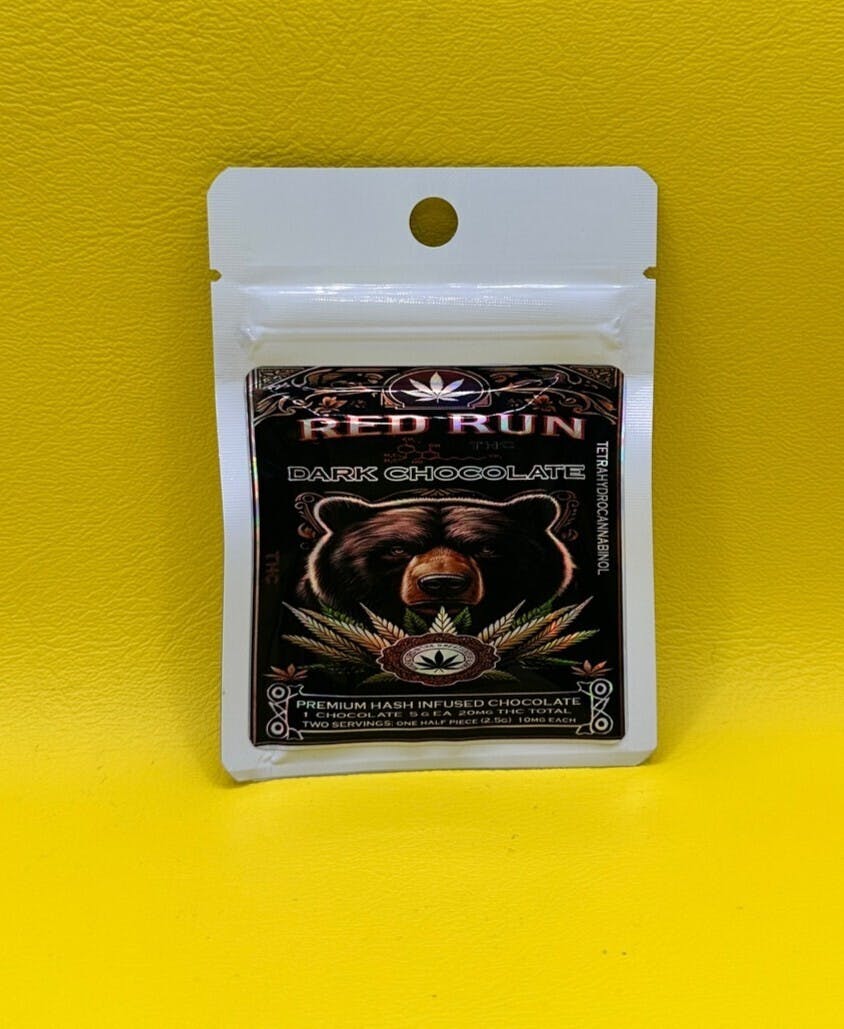 RED RUN
THC
DARK CHOCOLATE
TETRAHYDROCANNABINOL
THC
PREMIUM HASH INFUSED CHOCOLATE
1 CHOCOLATE 5G EA 20MG THC TOTAL
TWO SERVINGS: ONE HALF PIECE (2.5G) 10MG EACH